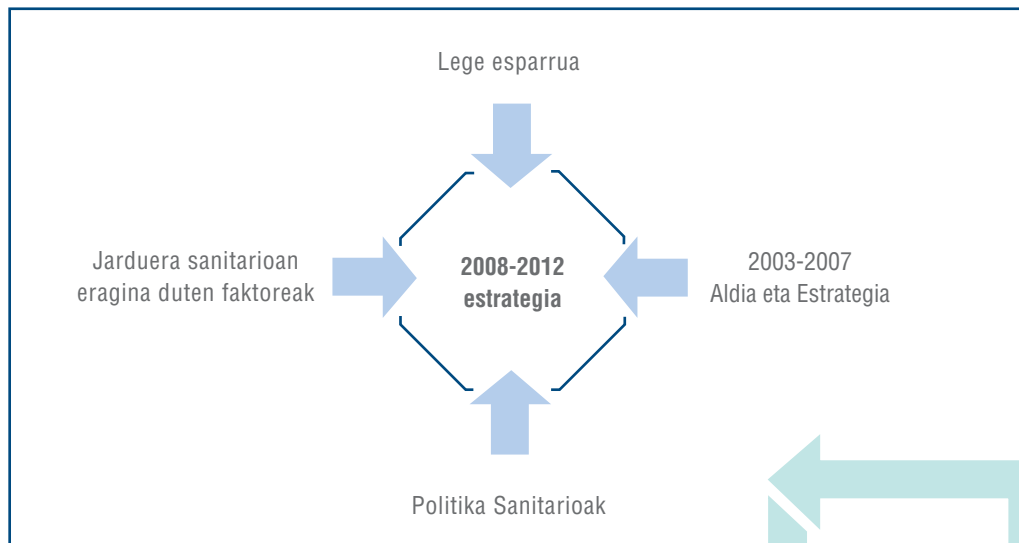 Lege esparrua
Jarduera sanitarioan
eragina duten faktoreak
2008-2012
estrategia
2003-2007
Aldia eta Estrategia
Politika Sanitarioak